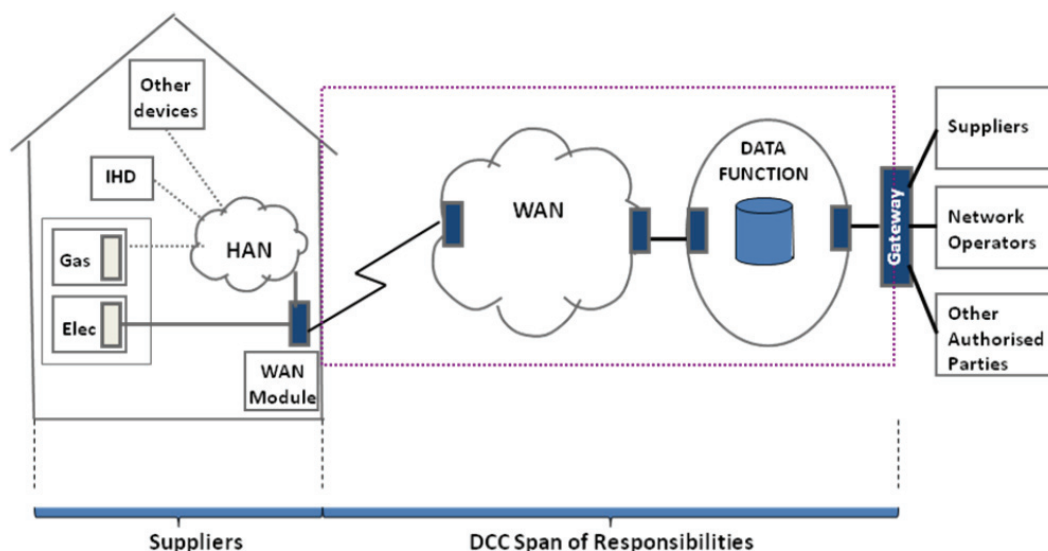 Other
devices
IHD
HAN
Gas
Elec
WAN
Module
WAN
DATA
FUNCTION
Gateway
Suppliers
Network
Operators
Other
Authorised
Parties
Suppliers
DCC Span of Responsibilities